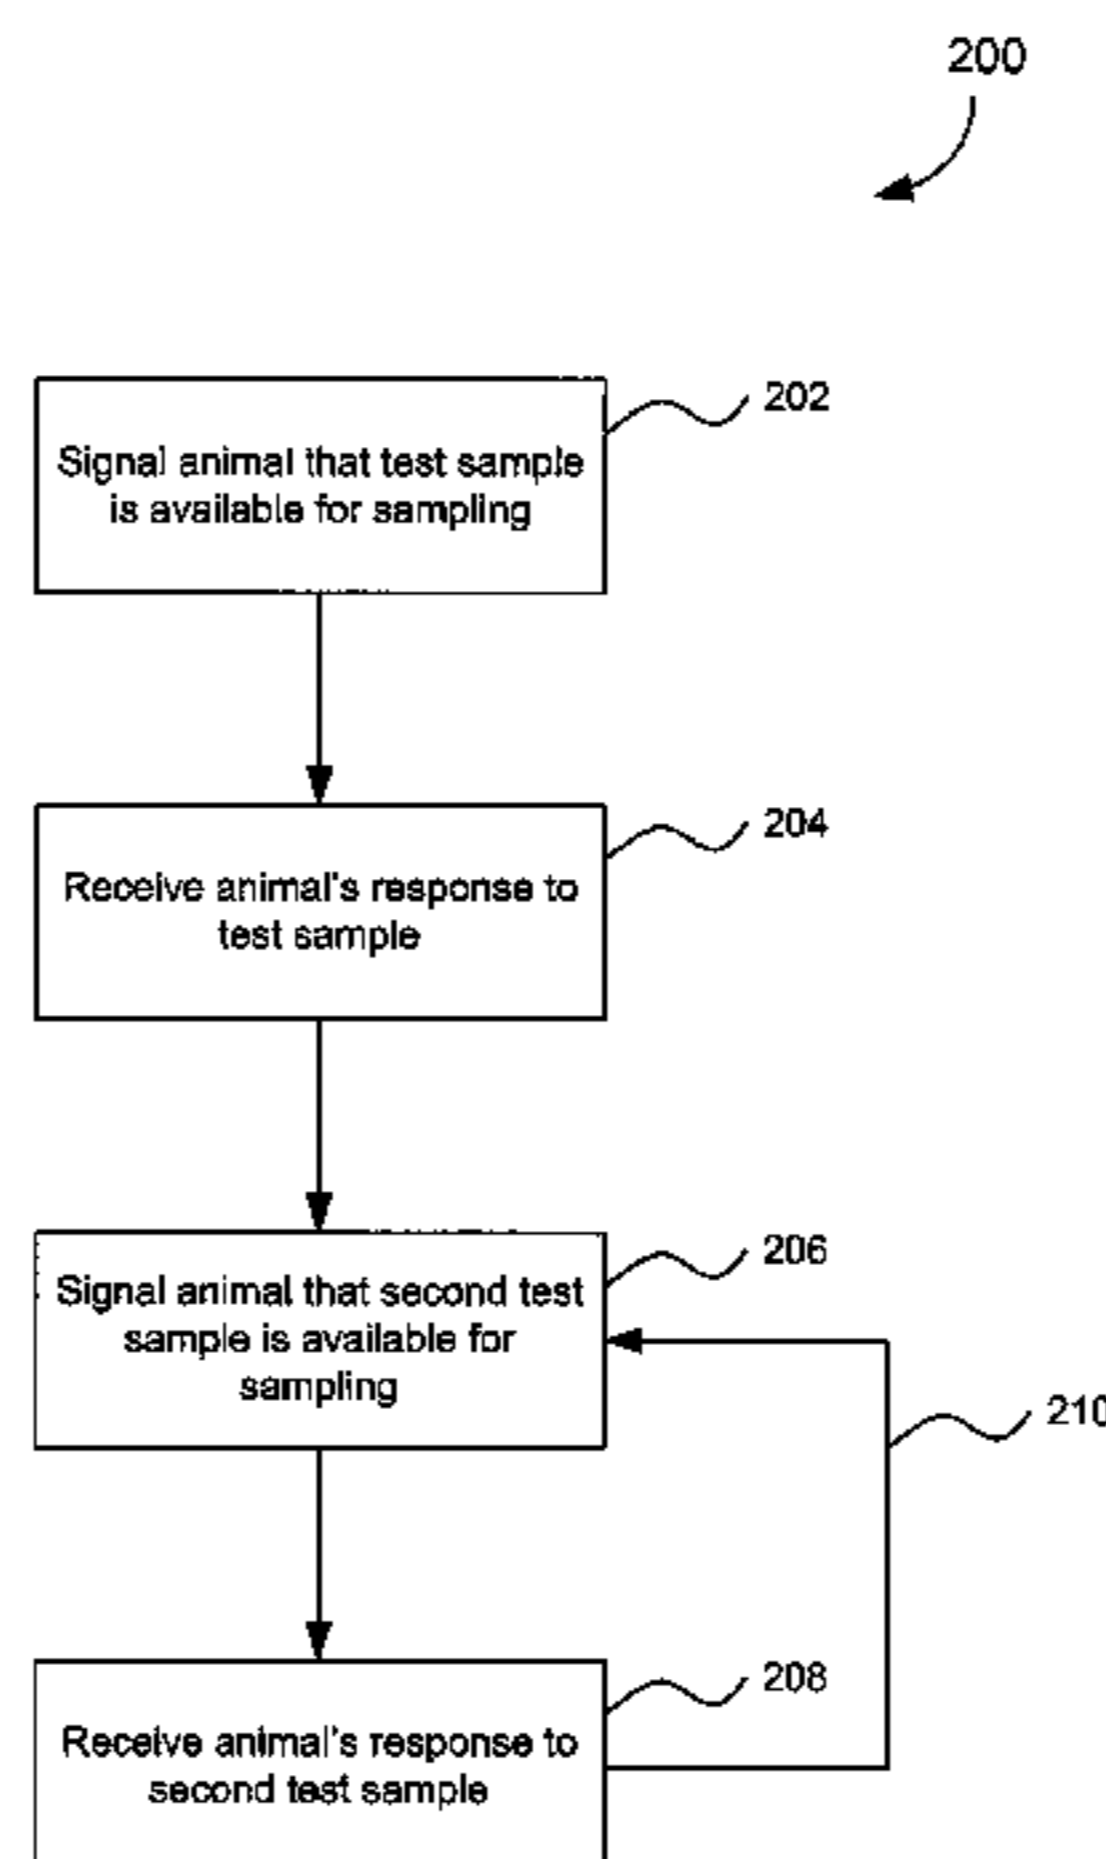 200
202
Signal animal that test sample
is available for sampling
204
Receive animal's response to
test sample
206
Signal animal that second test
sample is available for
sampling
210
208
Receive animal's response to
second test sample